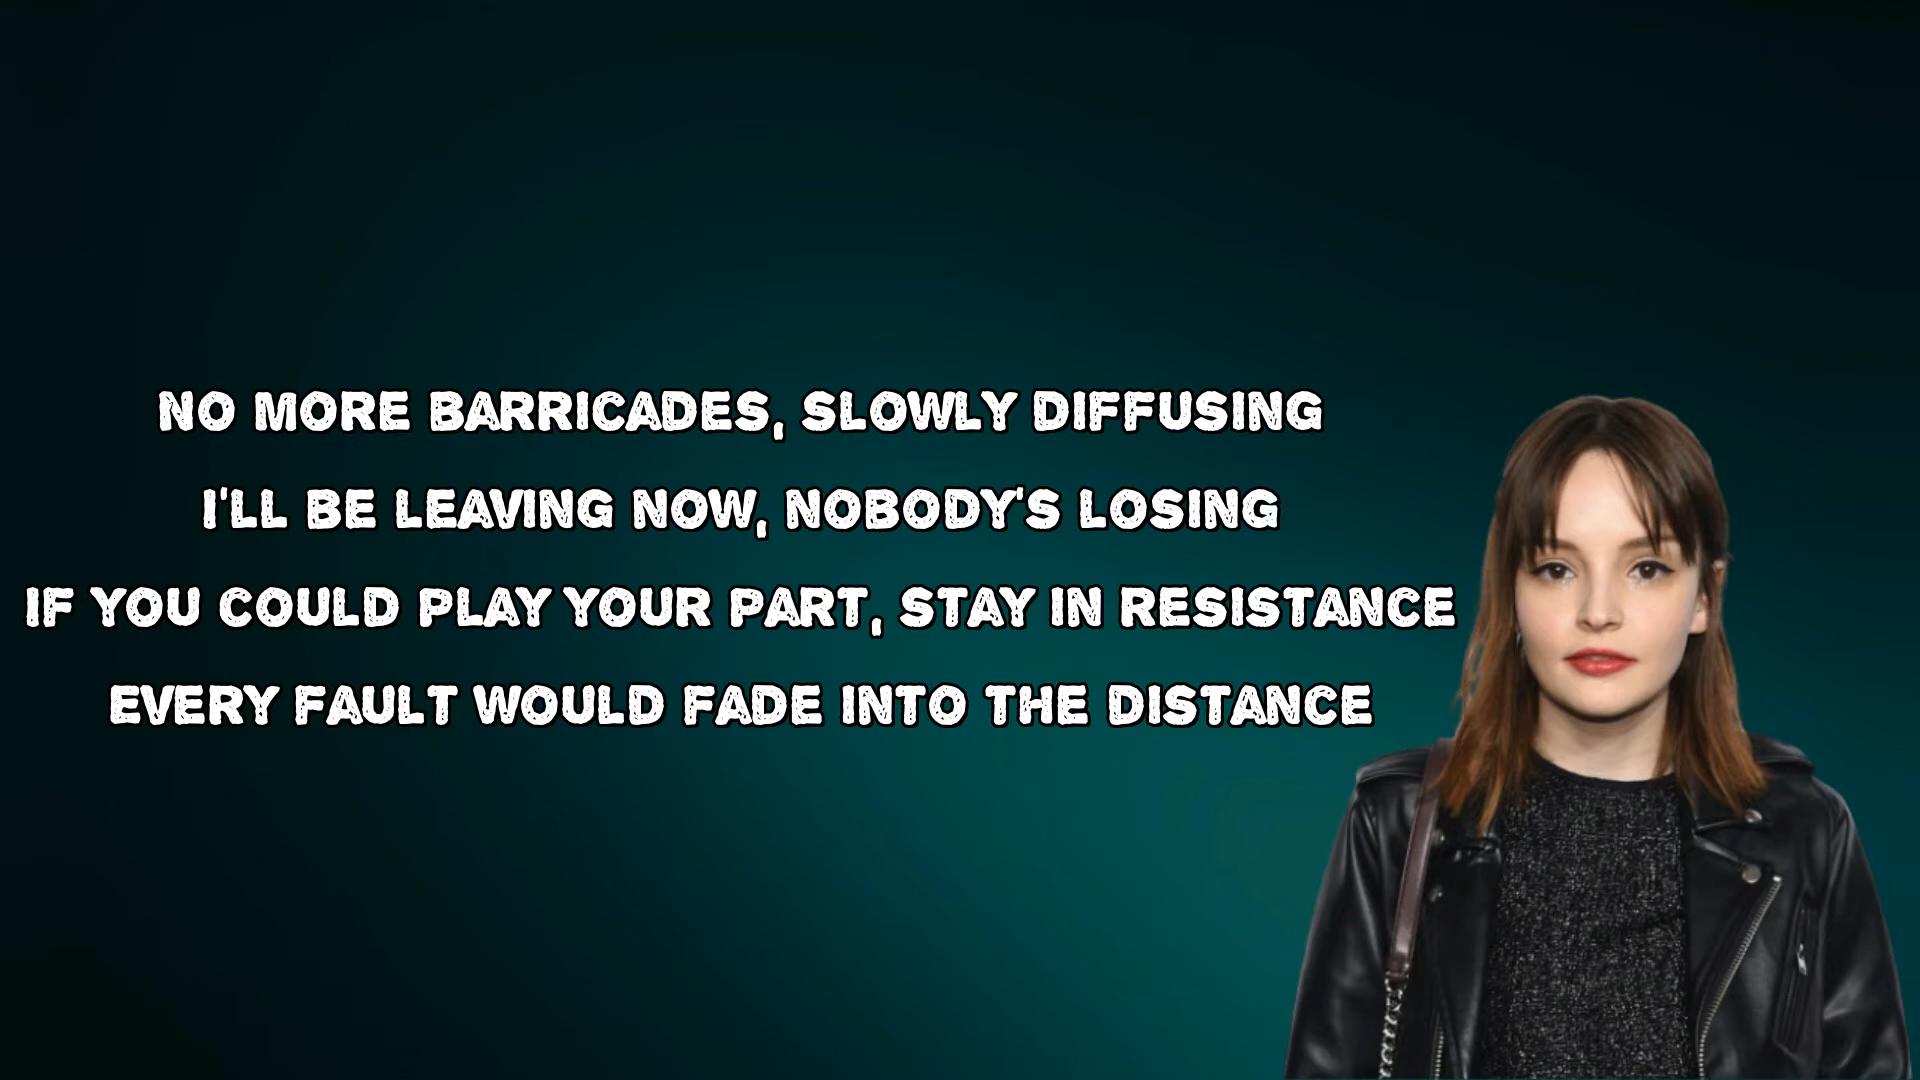 NO MORE BARRICADES, SLOWLY DIFFUSING
I'LL BE LEAVING NOW, NOBODY'S LOSING
IF YOU COULD PLAY YOUR PART, STAY IN RESISTANCE
EVERY FAULT WOULD FADE INTO THE DISTANCE